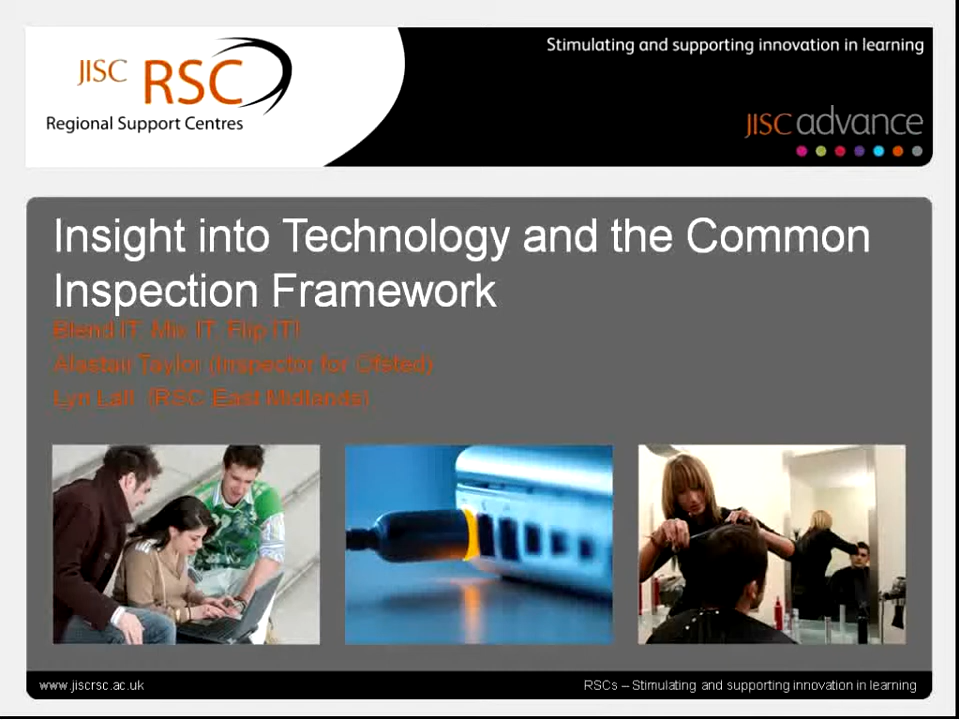 Stimulating and supporting innovation in learning
JISC RSC
Regional Support Centres
JISC advance
Insight into Technology and the Common
Inspection Framework
Blend IT, Mix IT, Flip IT!
Alastair Taylor (Inspector for Ofsted)
Lyn Lall (RSC East Midlands)
www.jiscrsc.ac.uk
RSCs – Stimulating and supporting innovation in learning